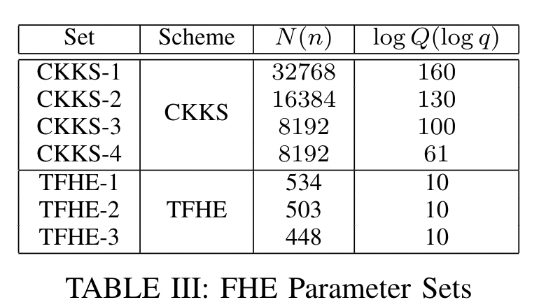 Set Scheme N(n) log Q(log q)
CKKS-1 32768 160
CKKS-2 16384 130
CKKS
CKKS-3 8192 100
CKKS-4 8192 61
TFHE-1 534 10
TFHE-2 TFHE 503 10
TFHE-3 448 10
TABLE III: FHE Parameter Sets